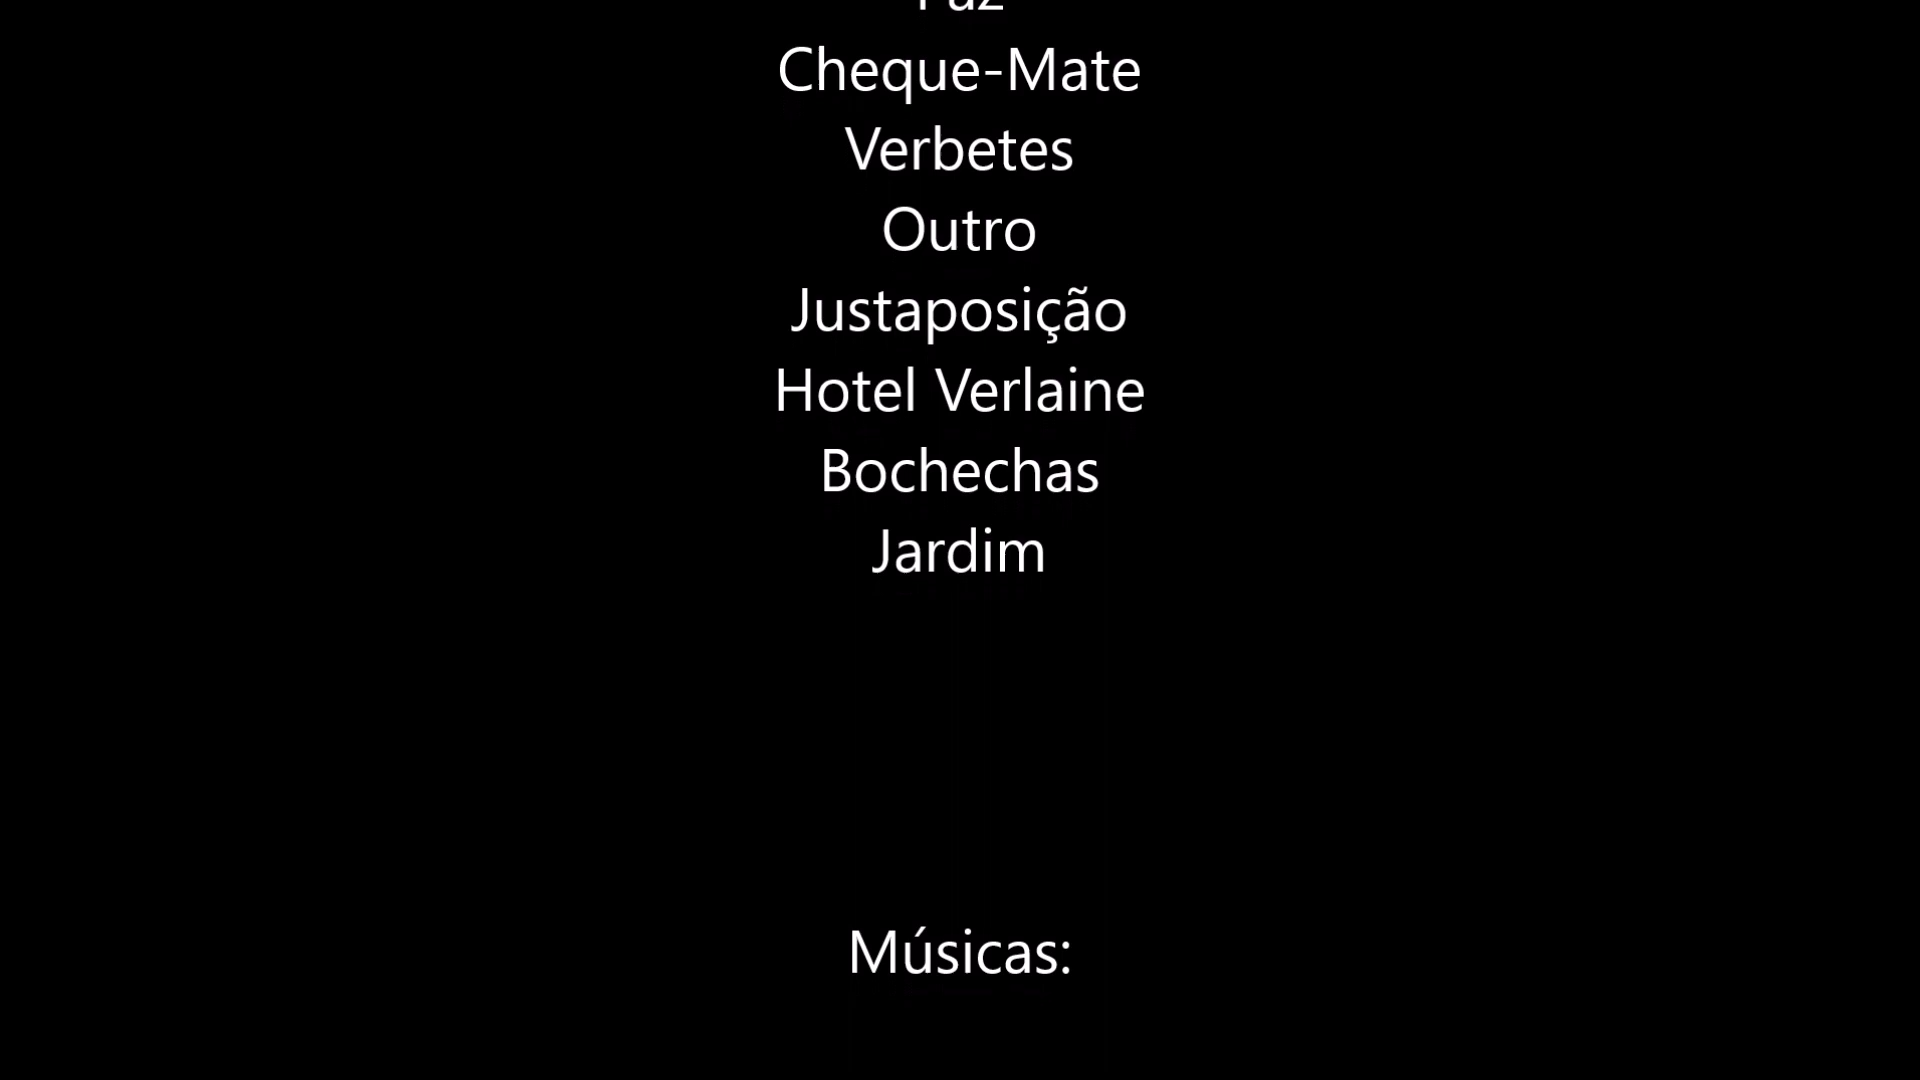 Cheque-Mate
Verbetes
Outro
Justaposição
Hotel Verlaine
Bochechas
Jardim
Músicas: